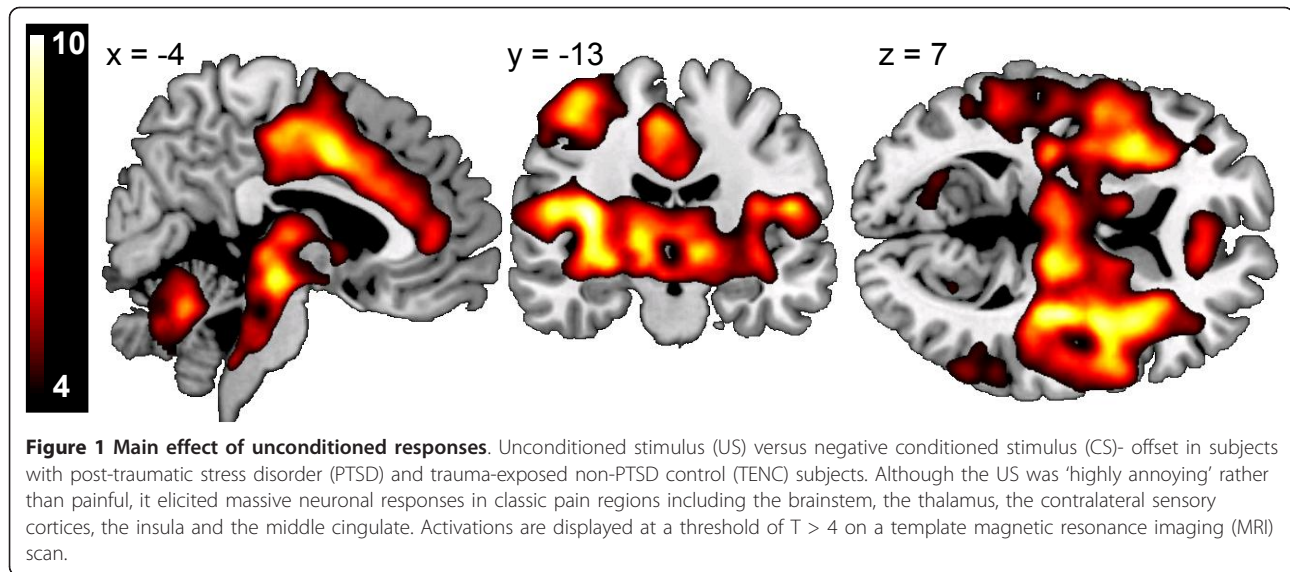 10
x = -4
y = -13
z = 7
4
Figure 1 Main effect of unconditioned responses. Unconditioned stimulus (US) versus negative conditioned stimulus (CS)- offset in subjects
with post-traumatic stress disorder (PTSD) and trauma-exposed non-PTSD control (TENC) subjects. Although the US was ‘highly annoying’ rather
than painful, it elicited massive neuronal responses in classic pain regions including the brainstem, the thalamus, the contralateral sensory
cortices, the insula and the middle cingulate. Activations are displayed at a threshold of T > 4 on a template magnetic resonance imaging (MRI)
scan.